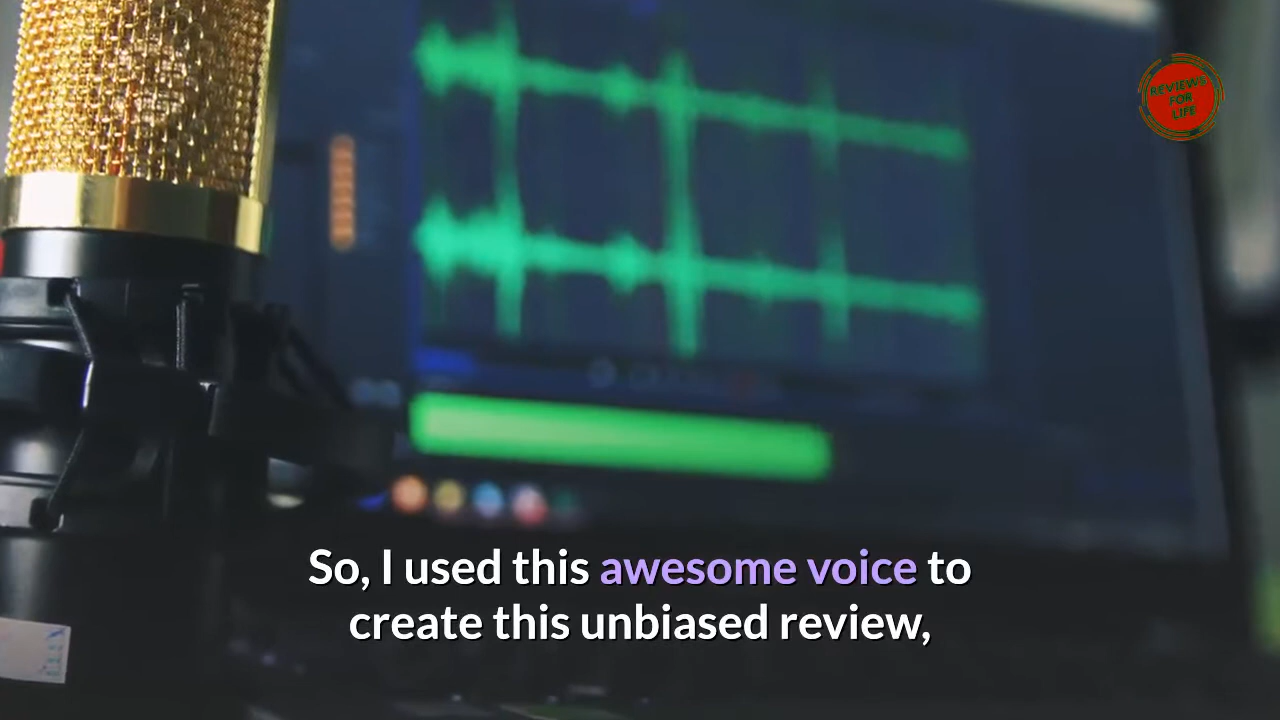 REVIEWS
FOR
LIFE
So, I used this awesome voice to
create this unbiased review,